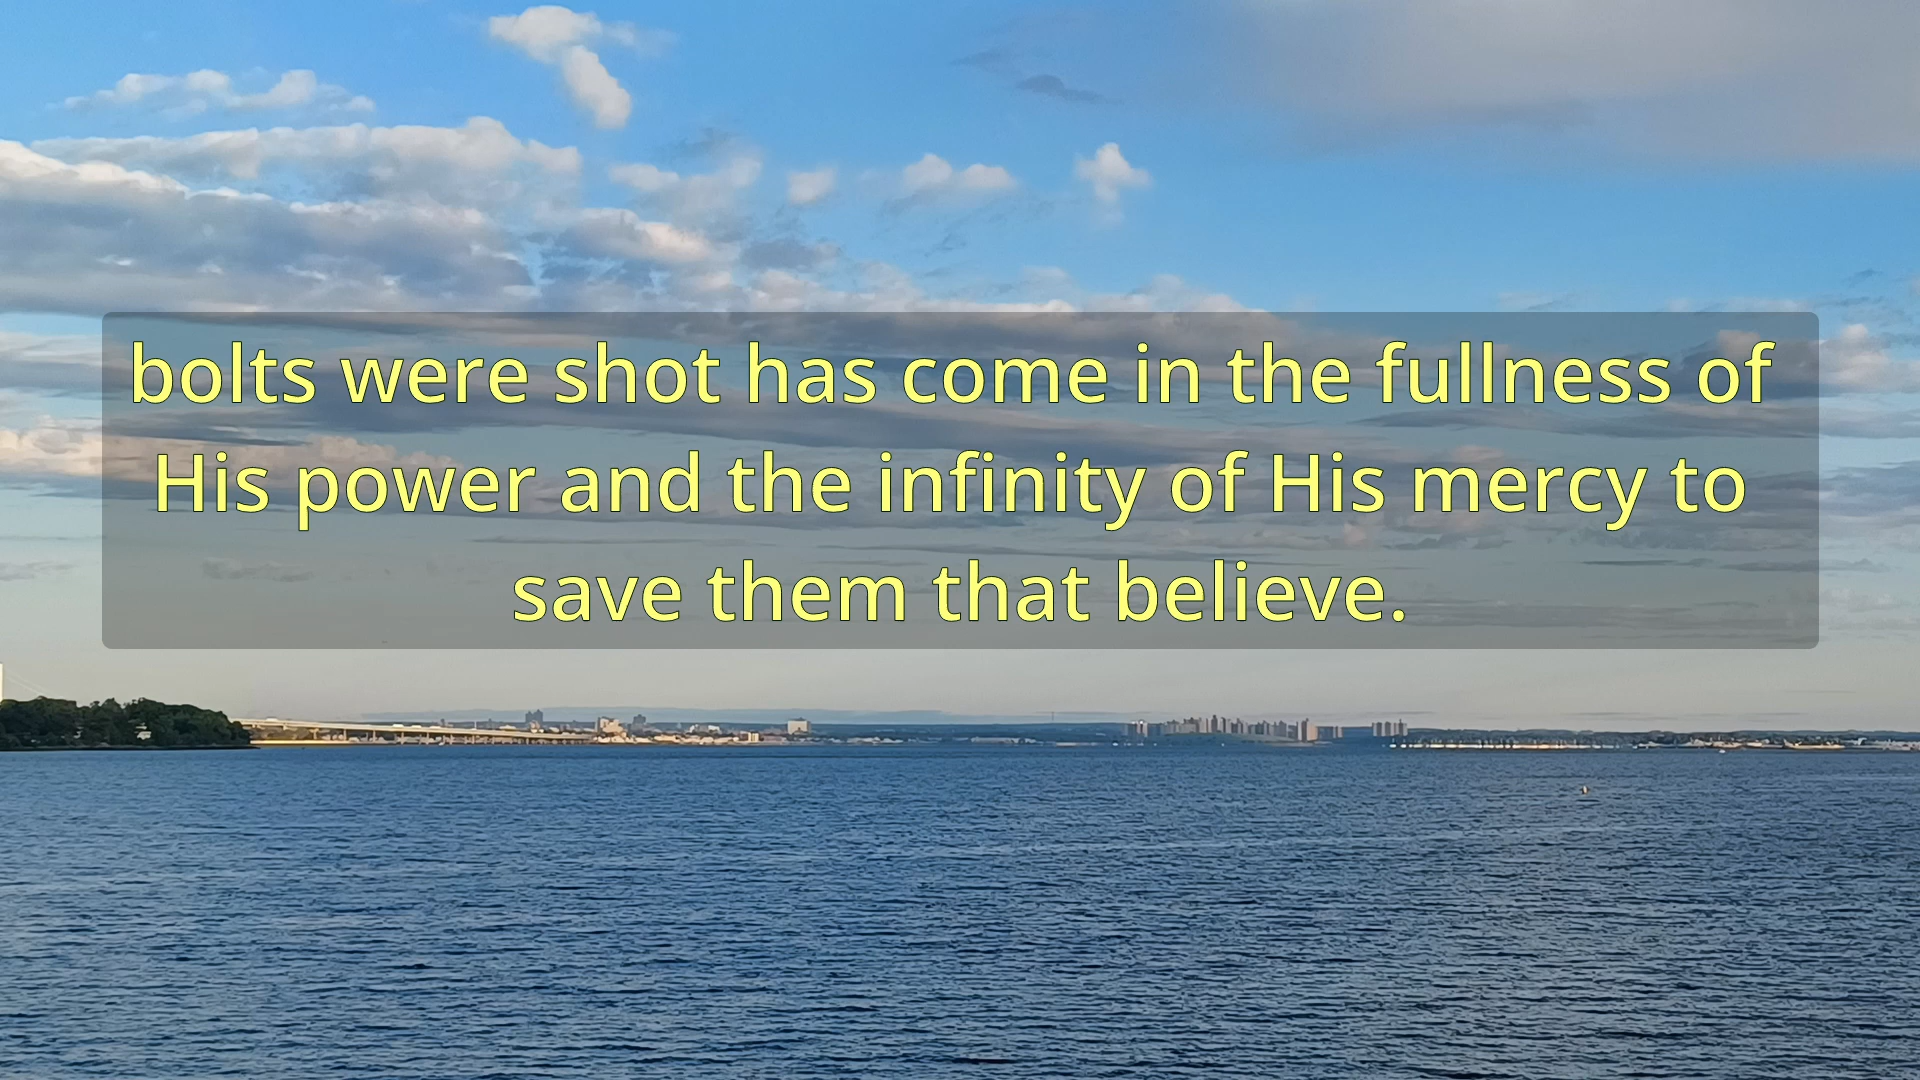 bolts were shot has come in the fullness of
His power and the infinity of His mercy to
save them that believe.